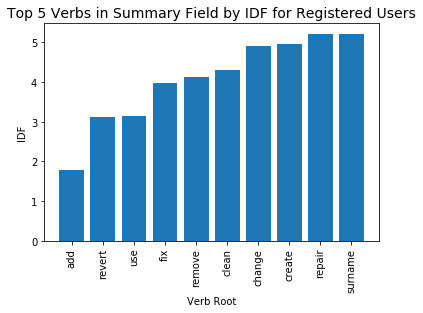 Top 5 Verbs in Summary Field by IDF for Registered Users
5
4
3
2
1
0
IDF
add
revert
use
fix
remove
clean
change
create
repair
surname
Verb Root